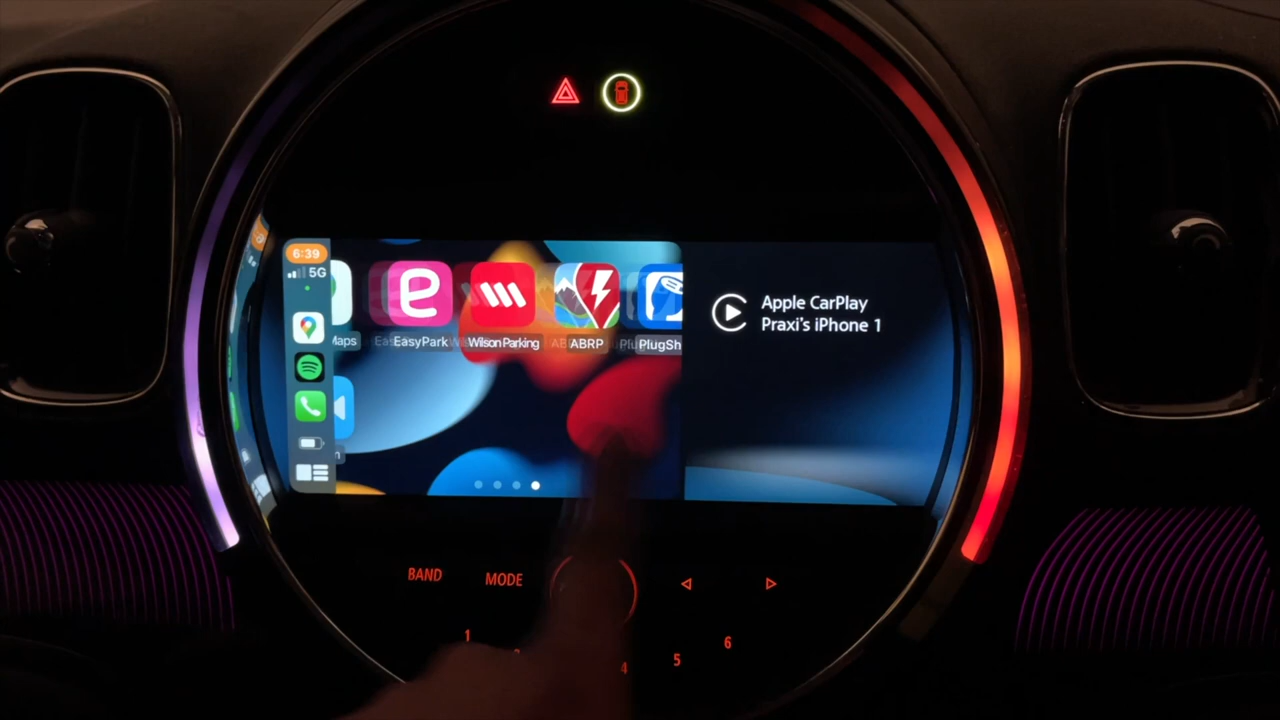 6:39
5G
Maps
EasyPark
Wilson Parking
ABRP
PlugSh
Apple CarPlay
Praxi's iPhone 1
BAND
MODE
1
4
5
6